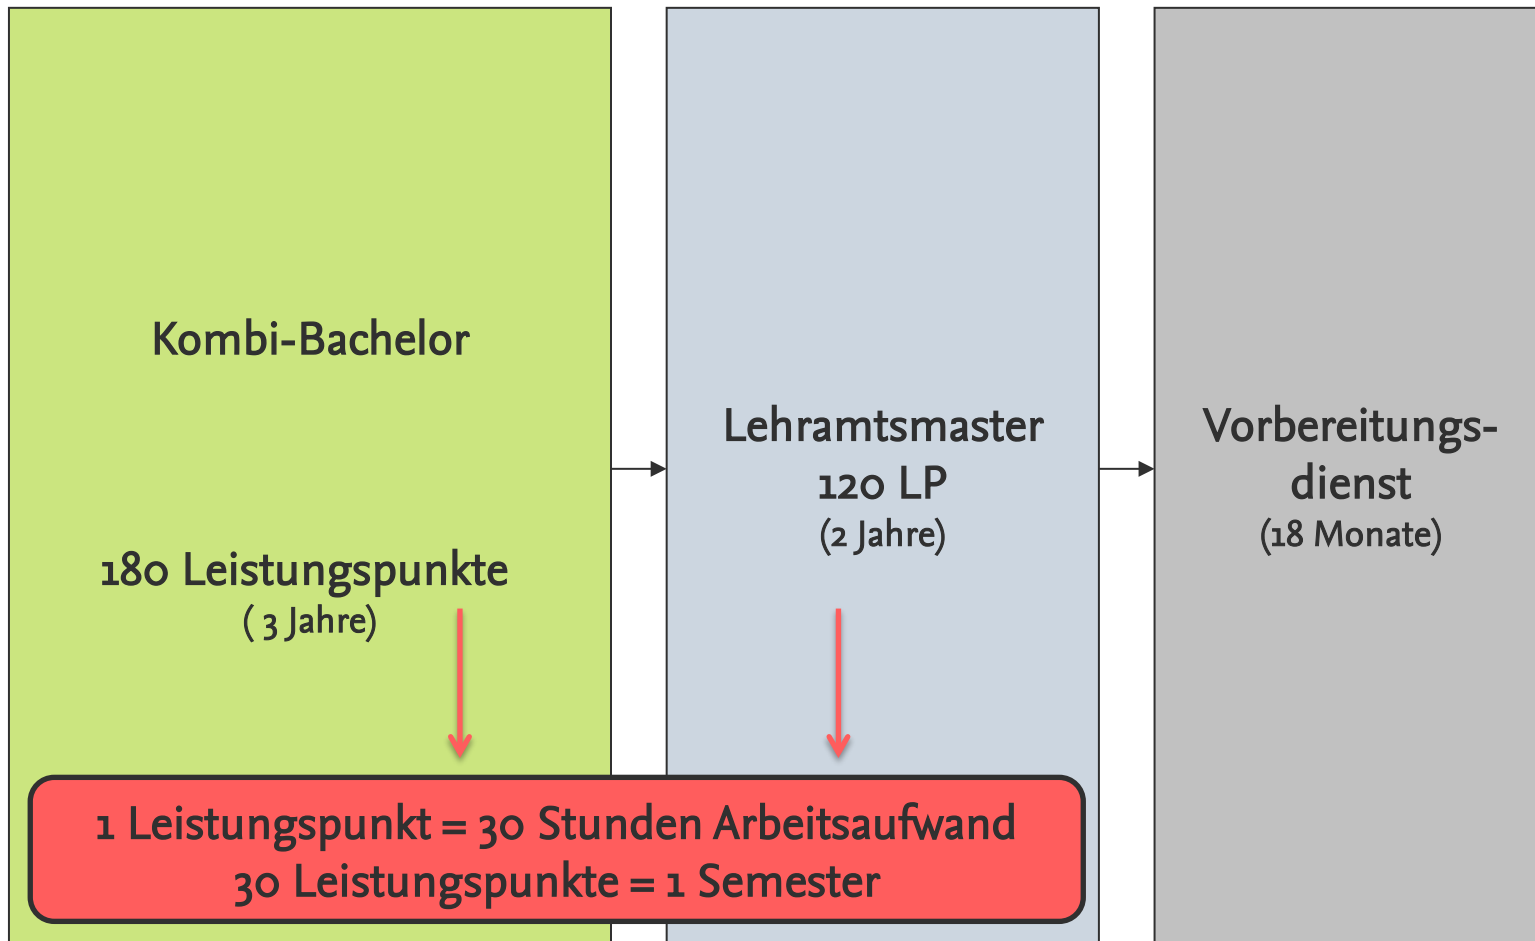 Kombi-Bachelor
180 Leistungspunkte
( 3 Jahre)
Lehramtsmaster
120 LP
(2 Jahre)
Vorbereitungs-
dienst
(18 Monate)
1 Leistungspunkt = 30 Stunden Arbeitsaufwand
30 Leistungspunkte = 1 Semester